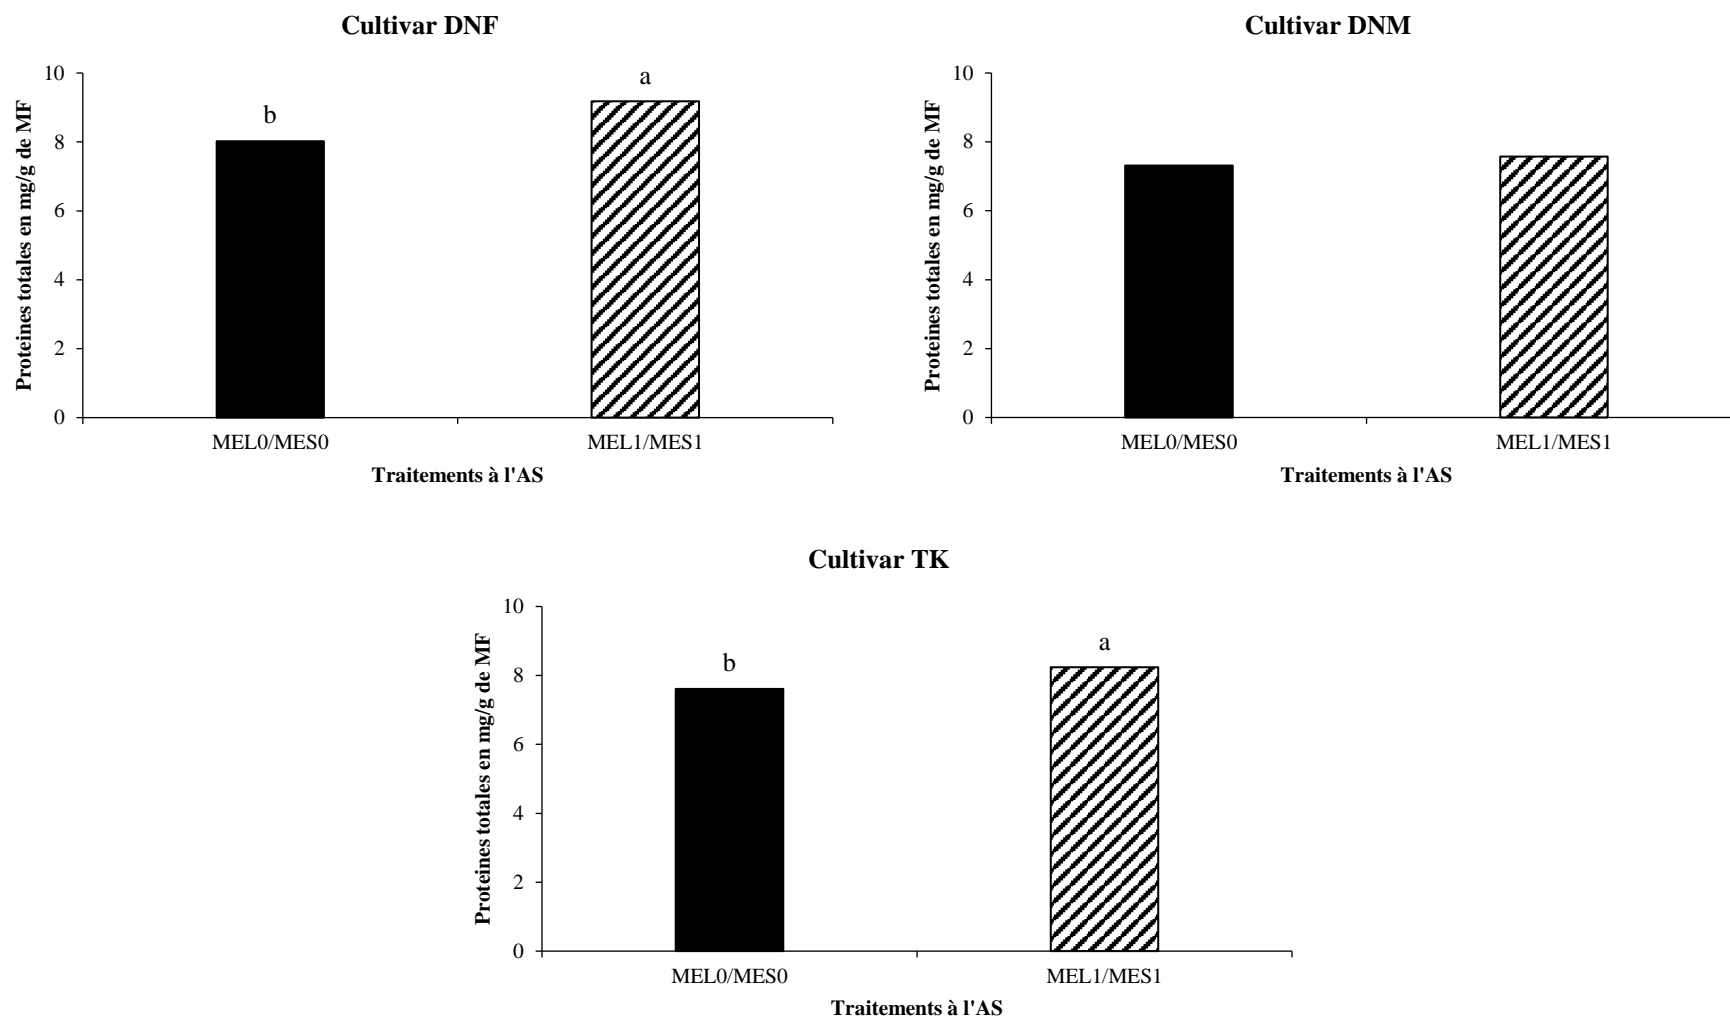 Cultivar DNF
Proteines totales en mg/g de MF
10
8
6
4
2
0
b
a
MEL0/MES0
MEL1/MES1
Traitements à l'AS
Cultivar DNM
Proteines totales en mg/g de MF
10
8
6
4
2
0
MEL0/MES0
MEL1/MES1
Traitements à l'AS
Cultivar TK
Proteines totales en mg/g de MF
10
8
6
4
2
0
b
a
MEL0/MES0
MEL1/MES1
Traitements à l'AS